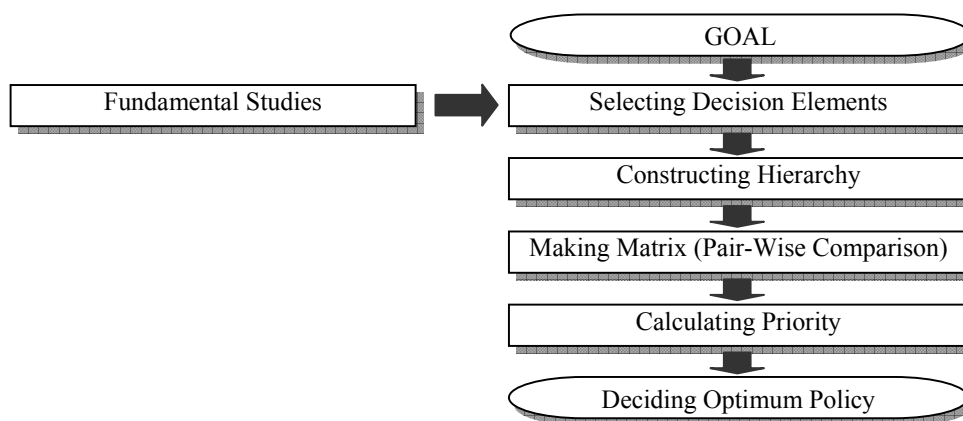 GOAL
Fundamental Studies
Selecting Decision Elements
Constructing Hierarchy
Making Matrix (Pair-Wise Comparison)
Calculating Priority
Deciding Optimum Policy